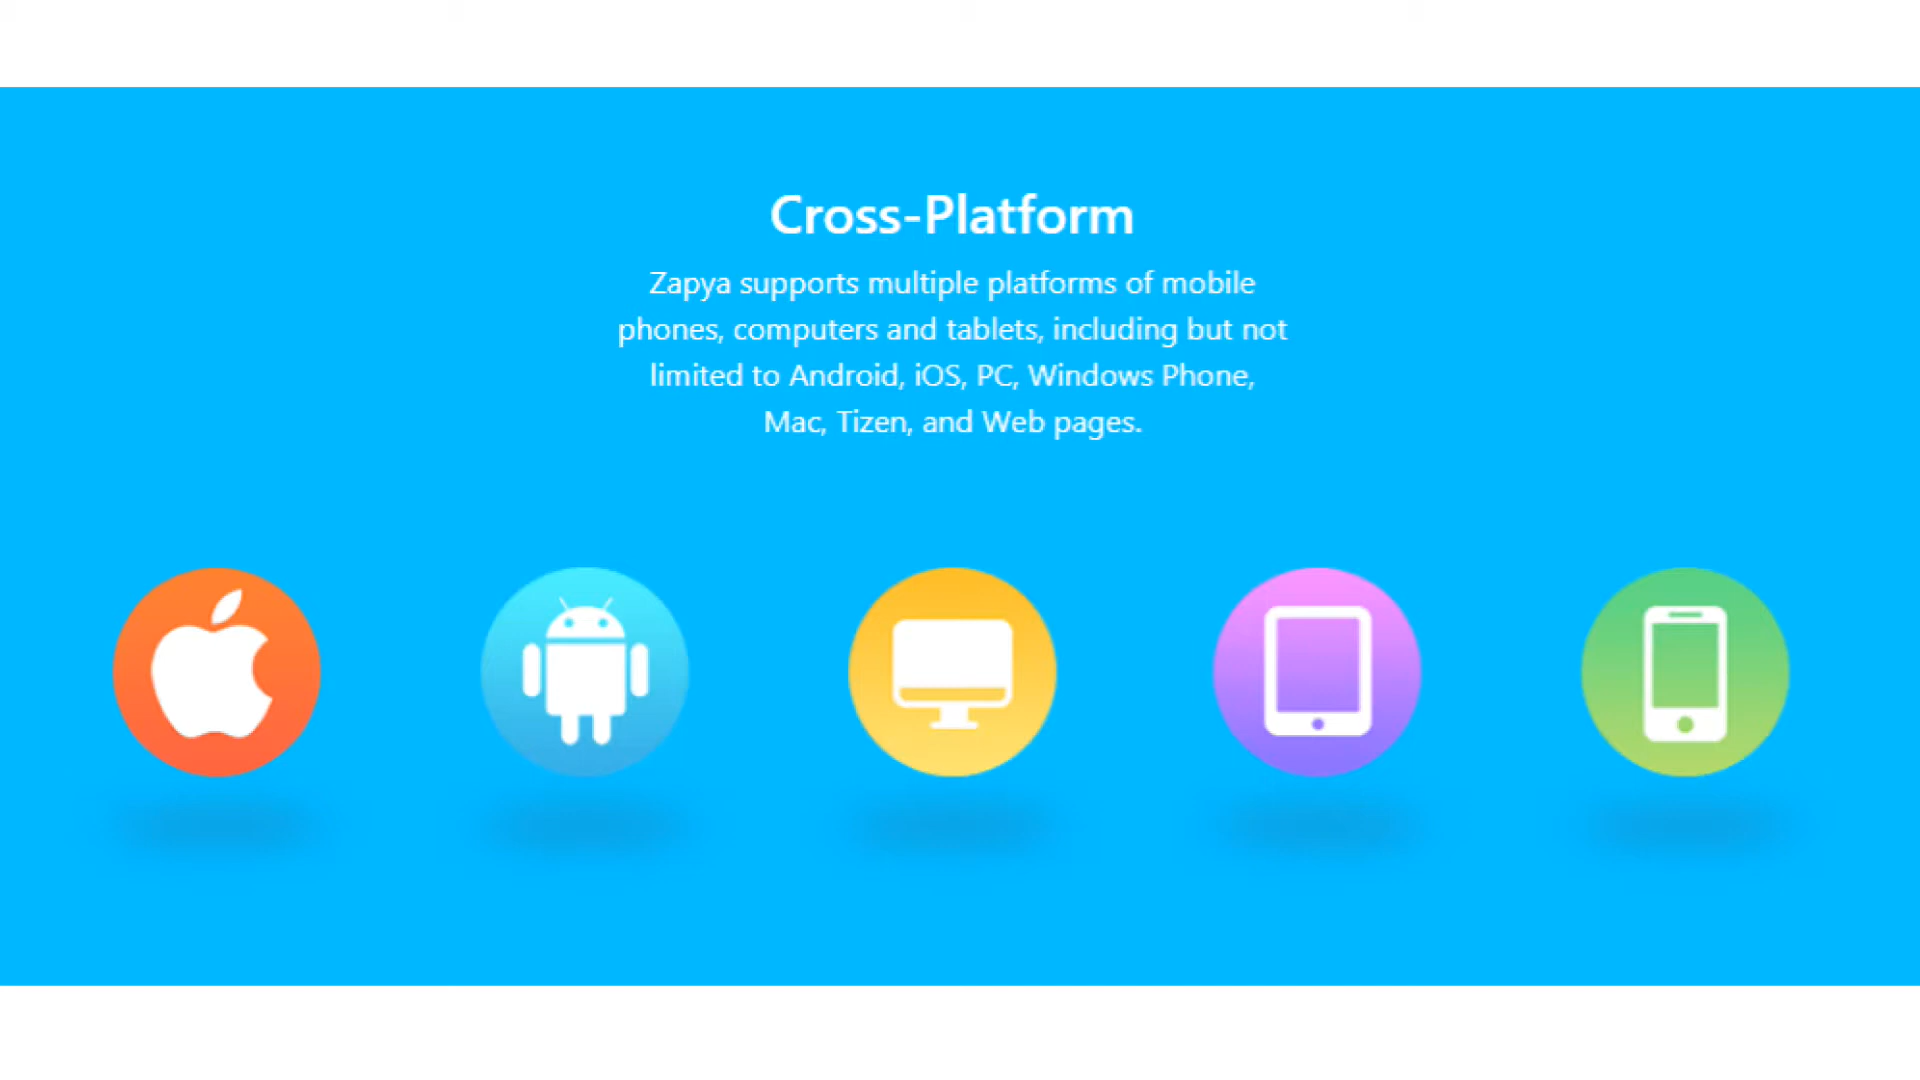 Cross-Platform
Zapya supports multiple platforms of mobile
phones, computers and tablets, including but not
limited to Android, iOS, PC, Windows Phone,
Mac, Tizen, and Web pages.